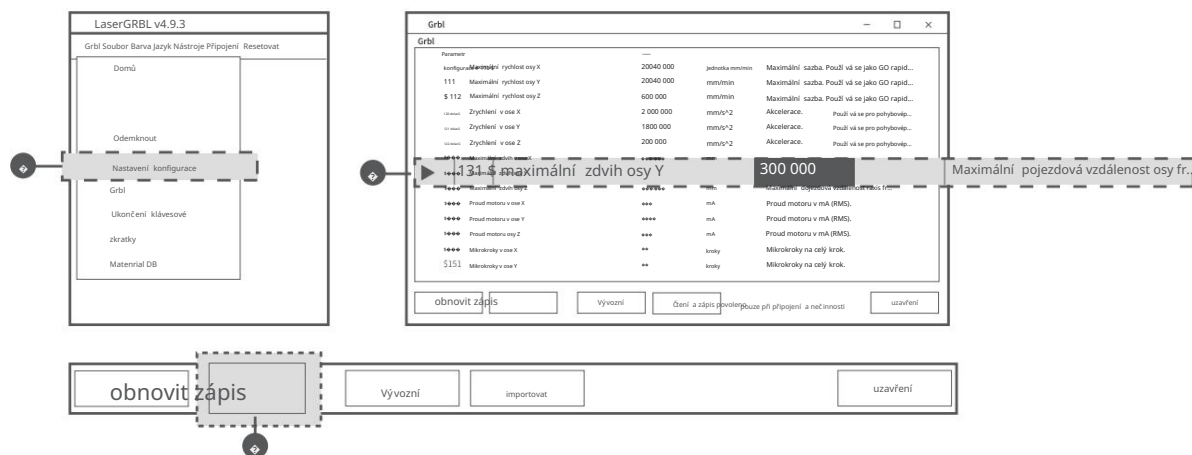 LaserGRBL v4.9.3
Grbl Soubor Barva Jazyk Nástroje Připojení Resetovat
Domů
Odemknout
Nastavení konfigurace
Grbl
Ukončení klávesové
zkratky
Matenrial DB
Grbl
Grbl
Parametr —
Maximální rychlost osy X 20040 000 Jednotka mm/min Maximální sazba. Použí vá se jako GO rapid...
111 Maximální rychlost osy Y 20040 000 mm/min Maximální sazba. Použí vá se jako GO rapid...
$ 112 Maximální rychlost osy Z 600 000 mm/min Maximální sazba. Použí vá se jako GO rapid...
Zrychlení v ose X 2 000 000 mm/s^2 Akcelerace. Použí vá se pro pohybověp...
Zrychlení v ose Y 1800 000 mm/s^2 Akcelerace. Použí vá se pro pohybověp...
Zrychlení v ose Z 200 000 mm/s^2 Akcelerace. Použí vá se pro pohybověp...
131 $ maximální zdvih osy Y 300 000 Maximální pojezdová vzdálenost osy fr...
Proud motoru v ose X mA Proud motoru v mA (RMS).
Proud motoru v ose Y mA Proud motoru v mA (RMS).
Proud motoru osy Z mA Proud motoru v mA (RMS).
Mikrokroky v ose X kroky Mikrokroky na celý krok.
$151 Mikrokroky v ose Y kroky Mikrokroky na celý krok.
obnovit zápis Vývozní Čtení a zápis povoleno pouze při připojení a nečinnosti uzavření
obnovit zápis Vývozní importovat uzavření